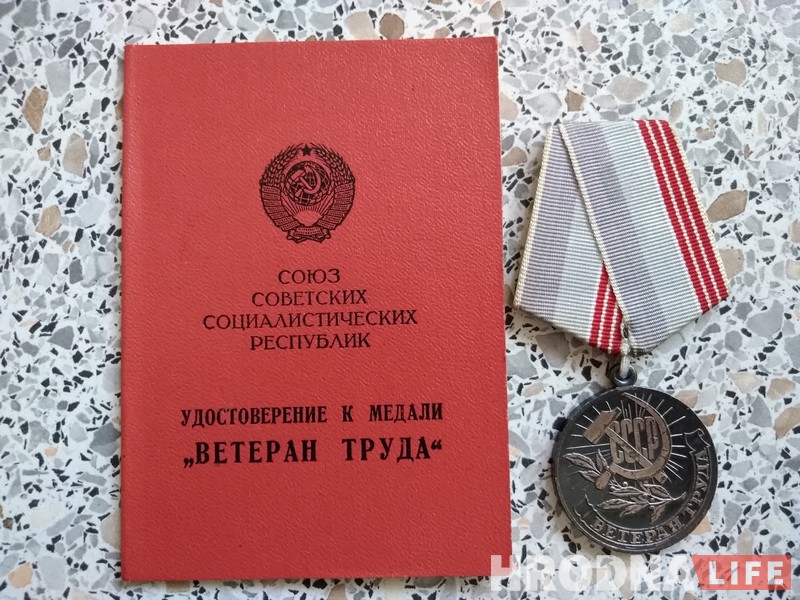 СОЮЗ
СОВЕТСКИХ
СОЦИАЛИСТИЧЕСКИХ
РЕСПУБЛИК
УДОСТОВЕРЕНИЕ К МЕДАЛИ
„ВЕТЕРАН ТРУДА“
СССР
ВЕТЕРАН ТРУДА
HRODNA LIFE